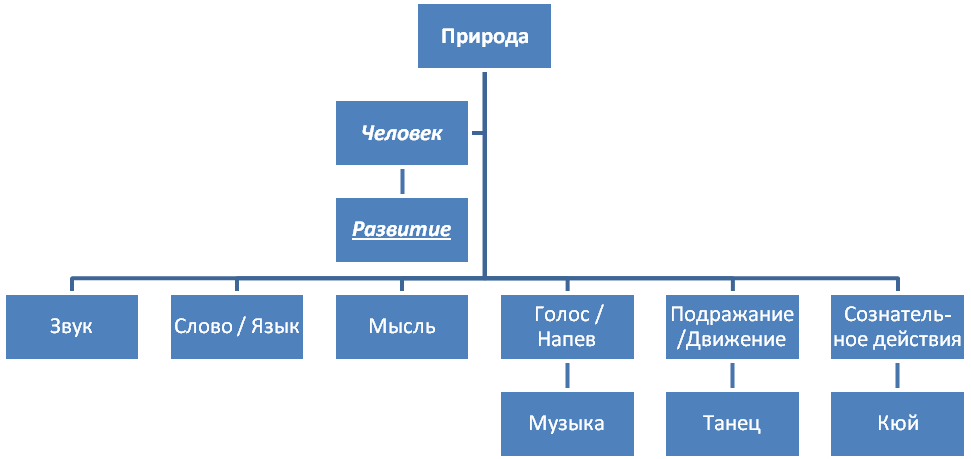 Природа
Человек
Развитие
Звук
Слово / Язык
Мысль
Голос /
Напев
Подражание
/Движение
Сознатель-
ное действия
Музыка
Танец
Кюй